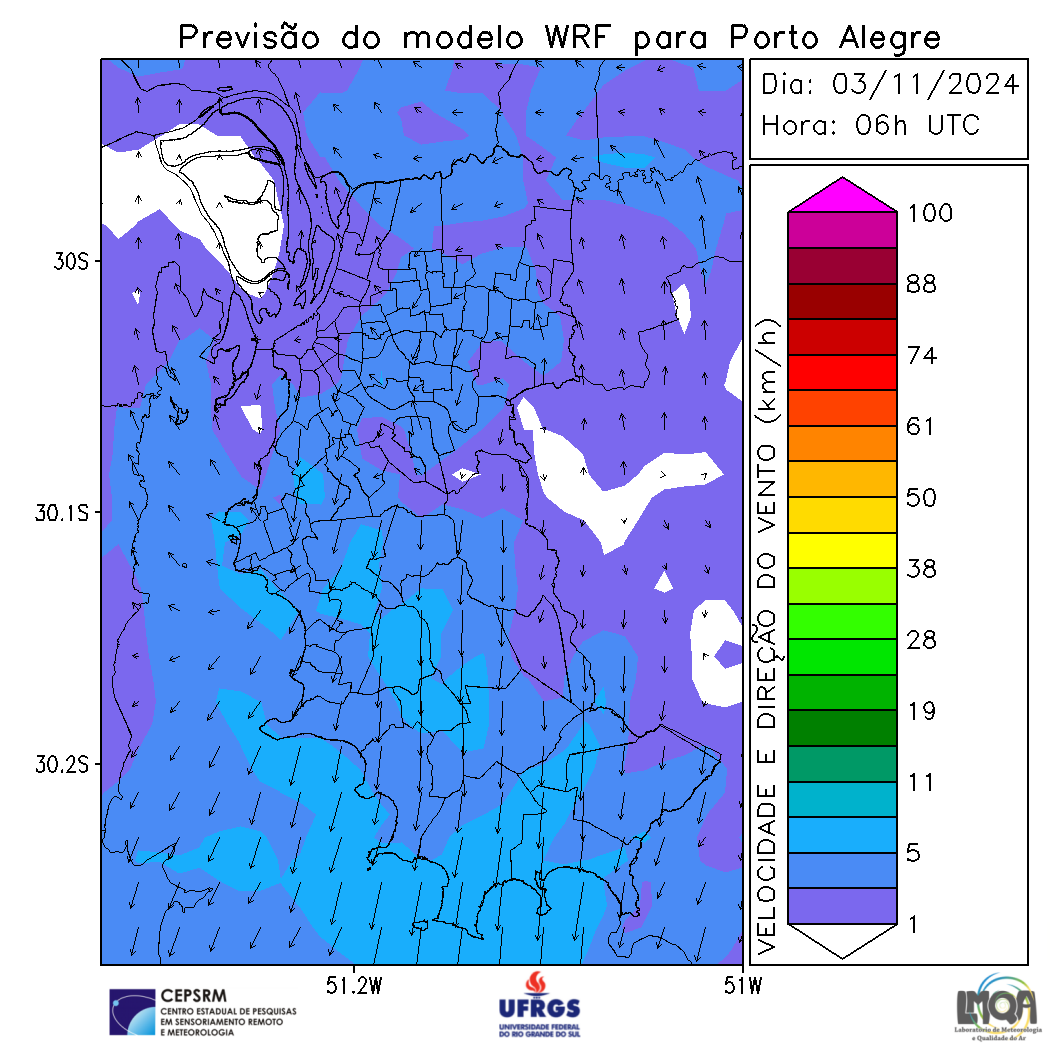 Previsão do modelo WRF para Porto Alegre
Dia: 03/11/2024
Hora: 06h UTC
30S
30.1S
30.2S
51.2W
51W
VELOCIDADE E DIREÇÃO DO VENTO (km/h)
100
88
74
61
50
38
28
19
11
5
1
CEPSRM
CENTRO ESTADUAL DE PESQUISAS
EM SENSORIAMENTO REMOTO
E METEOROLOGIA
UFRGS
UNIVERSIDADE FEDERAL
DO RIO GRANDE DO SUL
LMQA
Laboratório de Meteorologia
e Qualidade do Ar